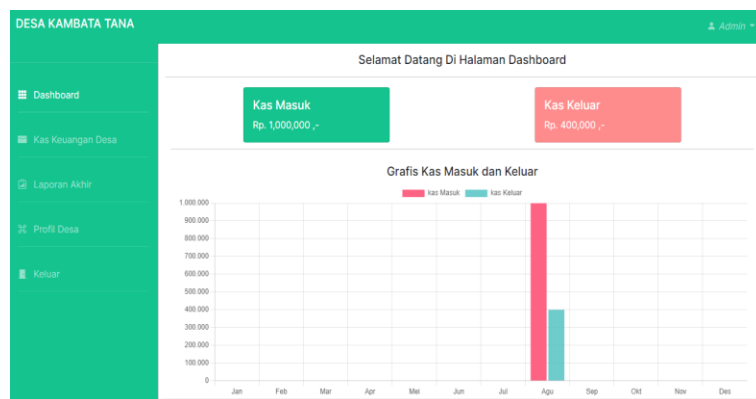 DESA KAMBATA TANA
Admin
Selamat Datang Di Halaman Dashboard
Dashboard
Kas Keuangan Desa
Laporan Akhir
Profil Desa
Keluar
Kas Masuk
Rp. 1,000,000 ,-
Kas Keluar
Rp. 400,000 ,-
Grafis Kas Masuk dan Keluar
kas Masuk kas Keluar
1.000.000
900.000
800.000
700.000
600.000
500.000
400.000
300.000
200.000
100.000
0
Jan Feb Mar Apr Mei Jun Jul Agu Sep Okt Nov Des